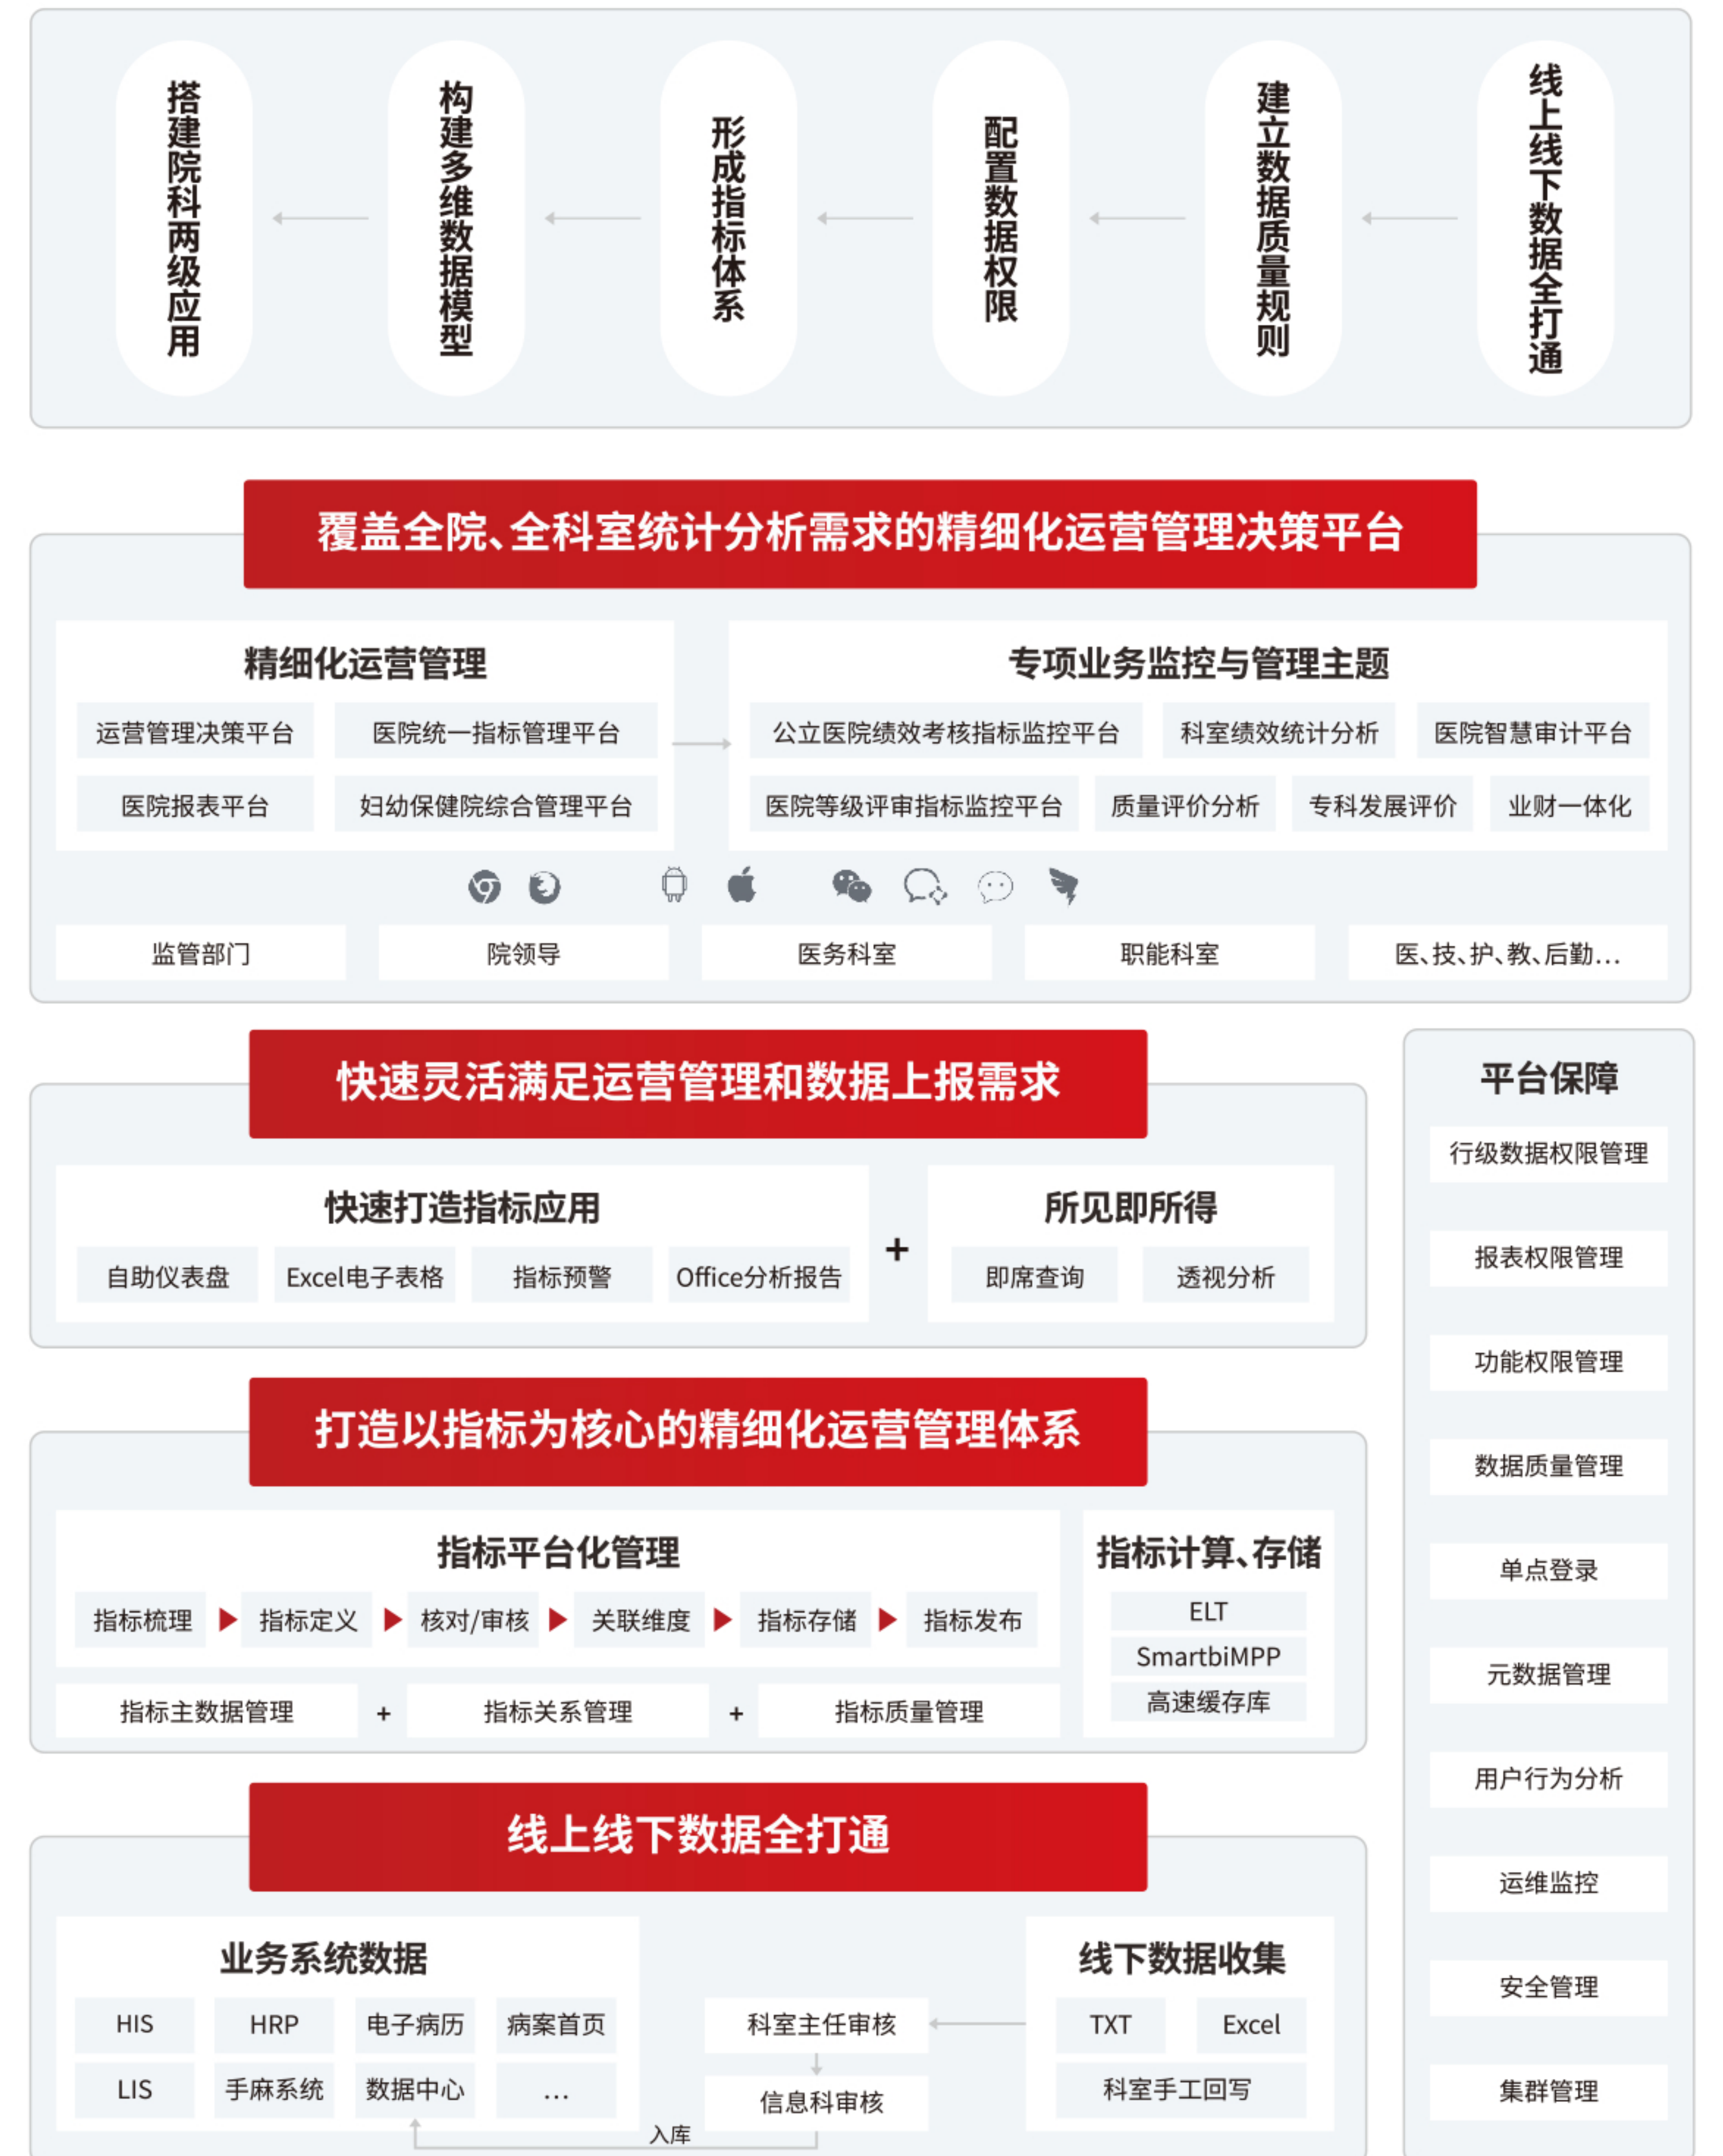 搭建院科两级应用
构建多维数据模型
形成指标体系
配置数据权限
建立数据质量规则
线上线下数据全打通
覆盖全院、全科室统计分析需求的精细化运营管理决策平台
精细化运营管理
运营管理决策平台
医院统一指标管理平台
医院报表平台
妇幼保健院综合管理平台
专项业务监控与管理主题
公立医院绩效考核指标监控平台
科室绩效统计分析
医院智慧审计平台
医院等级评审指标监控平台
质量评价分析
专科发展评价
业财一体化
监管部门
院领导
医务科室
职能科室
医、技、护、教、后勤...
快速灵活满足运营管理和数据上报需求
快速打造指标应用
自助仪表盘
Excel电子表格
指标预警
Office分析报告
+
所见即所得
即席查询
透视分析
打造以指标为核心的精细化运营管理体系
指标平台化管理
指标梳理
指标定义
核对/审核
关联维度
指标存储
指标发布
指标主数据管理
+
指标关系管理
+
指标质量管理
指标计算、存储
ELT
SmartbiMPP
高速缓存库
线上线下数据全打通
业务系统数据
HIS
HRP
电子病历
病案首页
LIS
手麻系统
数据中心
...
科室主任审核
信息科审核
入库
线下数据收集
TXT
Excel
科室手工回写
平台保障
行级数据权限管理
报表权限管理
功能权限管理
数据质量管理
单点登录
元数据管理
用户行为分析
运维监控
安全管理
集群管理